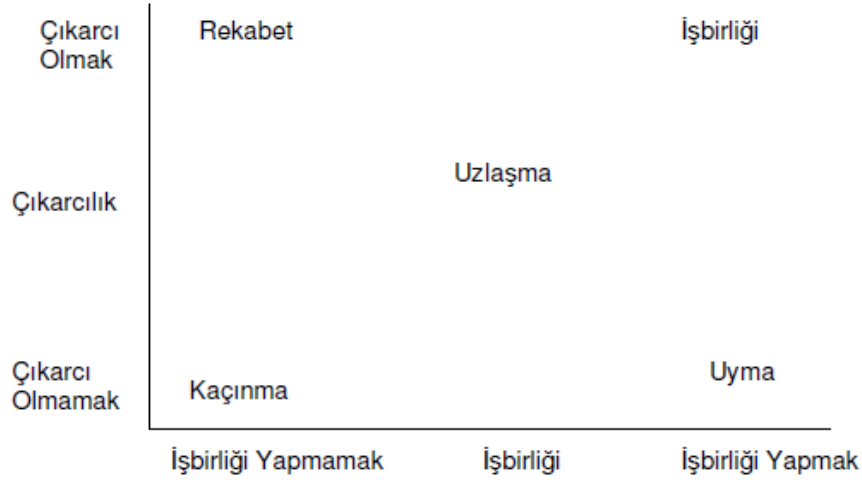 Çıkarcı
Olmak
Rekabet
İşbirliği
Uzlaşma
Çıkarcılık
Çıkarcı
Olmamak
Kaçınma
Uyma
İşbirliği Yapmamak
İşbirliği
İşbirliği Yapmak